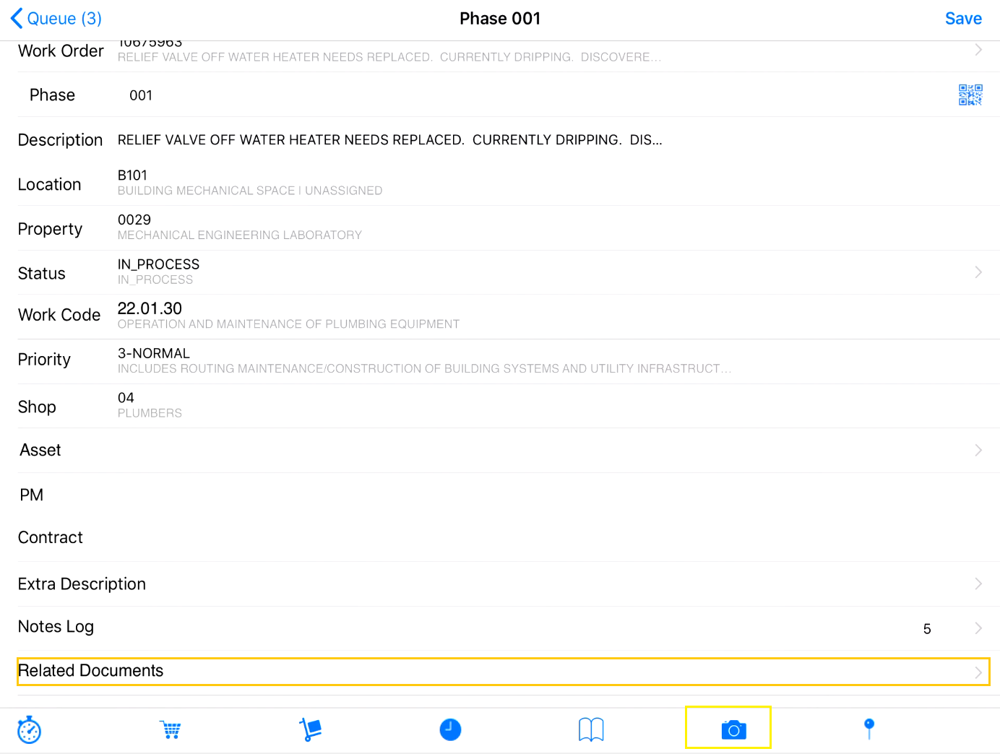 Queue (3)
Phase 001
Save
Work Order
10675963
RELIEF VALVE OFF WATER HEATER NEEDS REPLACED. CURRENTLY DRIPPING. DISCOVERE...
Phase
001
Description
RELIEF VALVE OFF WATER HEATER NEEDS REPLACED. CURRENTLY DRIPPING. DIS...
Location
B101
BUILDING MECHANICAL SPACE | UNASSIGNED
Property
0029
MECHANICAL ENGINEERING LABORATORY
Status
IN_PROCESS
IN_PROCESS
Work Code
22.01.30
OPERATION AND MAINTENANCE OF PLUMBING EQUIPMENT
Priority
3-NORMAL
INCLUDES ROUTING MAINTENANCE/CONSTRUCTION OF BUILDING SYSTEMS AND UTILITY INFRASTRUCT...
Shop
04
PLUMBERS
Asset
PM
Contract
Extra Description
Notes Log
5
Related Documents